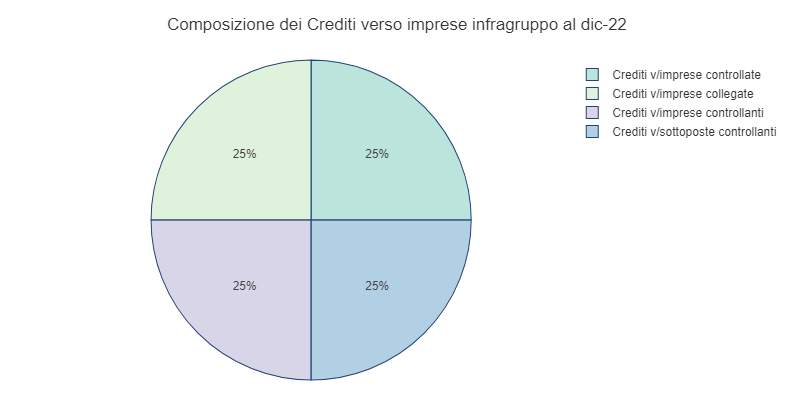 Composizione dei Crediti verso imprese infragruppo al dic-22
Crediti v/imprese controllate
Crediti v/imprese collegate
Crediti v/imprese controllanti
Crediti v/sottoposte controllanti
25%
25%
25%
25%